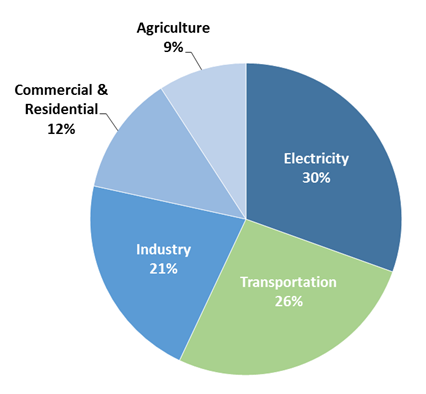 Agriculture
9%
Commercial &
Residential
12%
Electricity
30%
Industry
21%
Transportation
26%